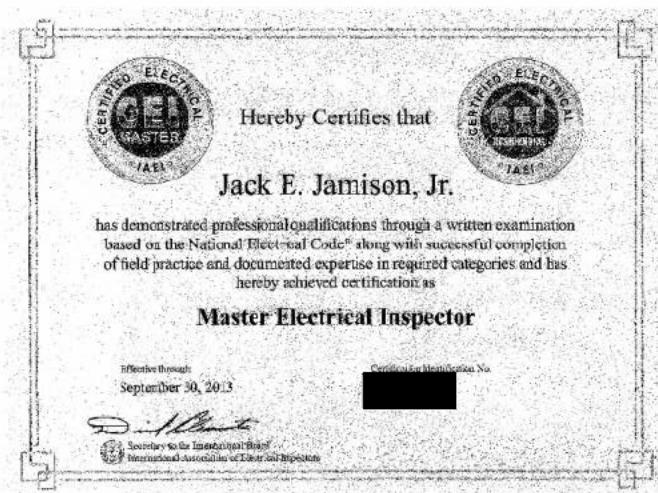 CERTIFIED ELECTRICAL
CEI
MASTER
IAEI
CERTIFIED ELECTRICAL
CEI
RESIDENTIAL
IAEI
Hereby Certifies that
Jack E. Jamison, Jr.
has demonstrated professional qualifications through a written examination
based on the National Electrical Code® along with successful completion
of field practice and documented expertise in required categories and has
hereby achieved certification as
Master Electrical Inspector
Effective through:
Certification Identification No.
September 30, 2013
Secretary to the International Board
International Association of Electrical Inspectors